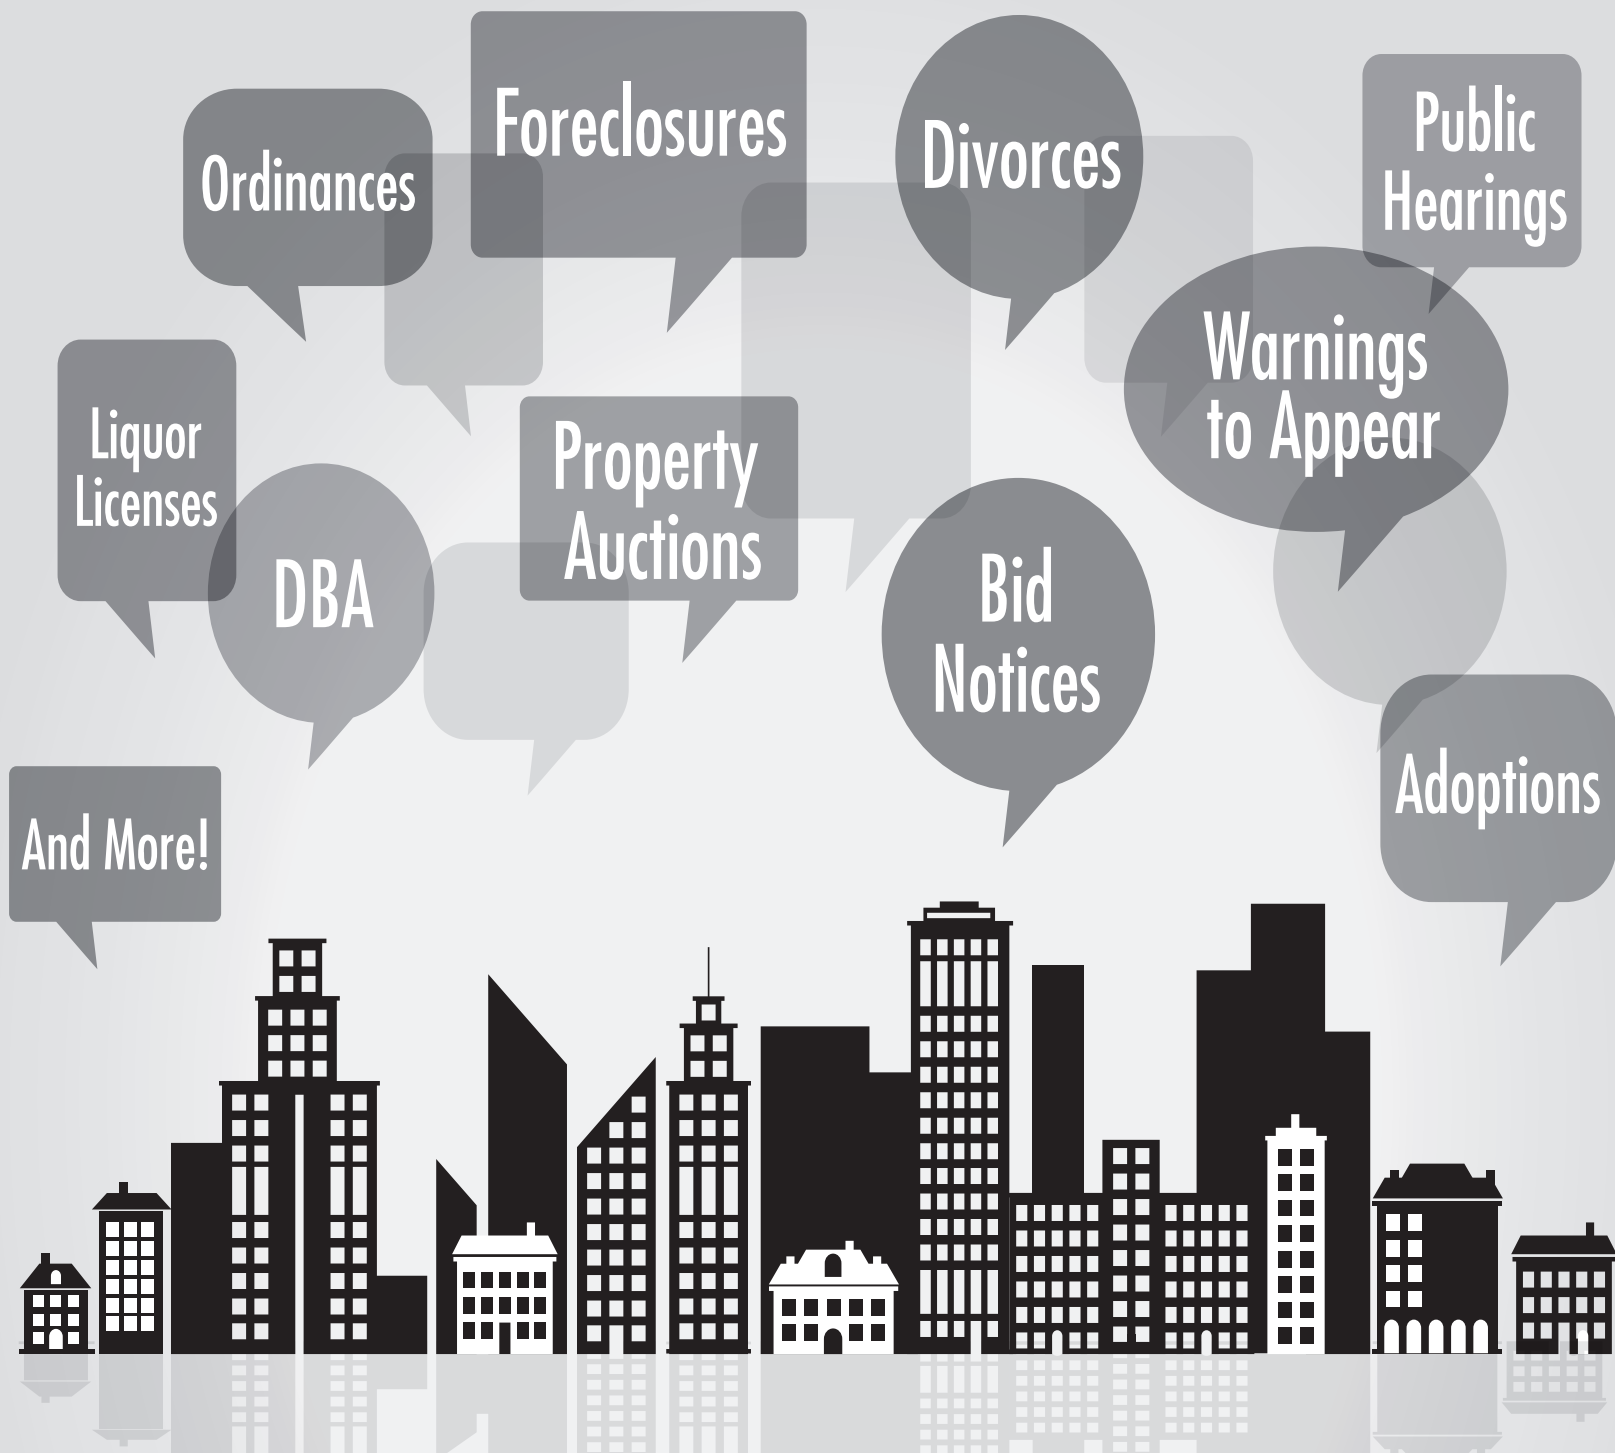 Ordinances
Foreclosures
Divorces
Public
Hearings
Liquor
Licenses
DBA
Property
Auctions
Warnings
to Appear
Bid
Notices
And More!
Adoptions